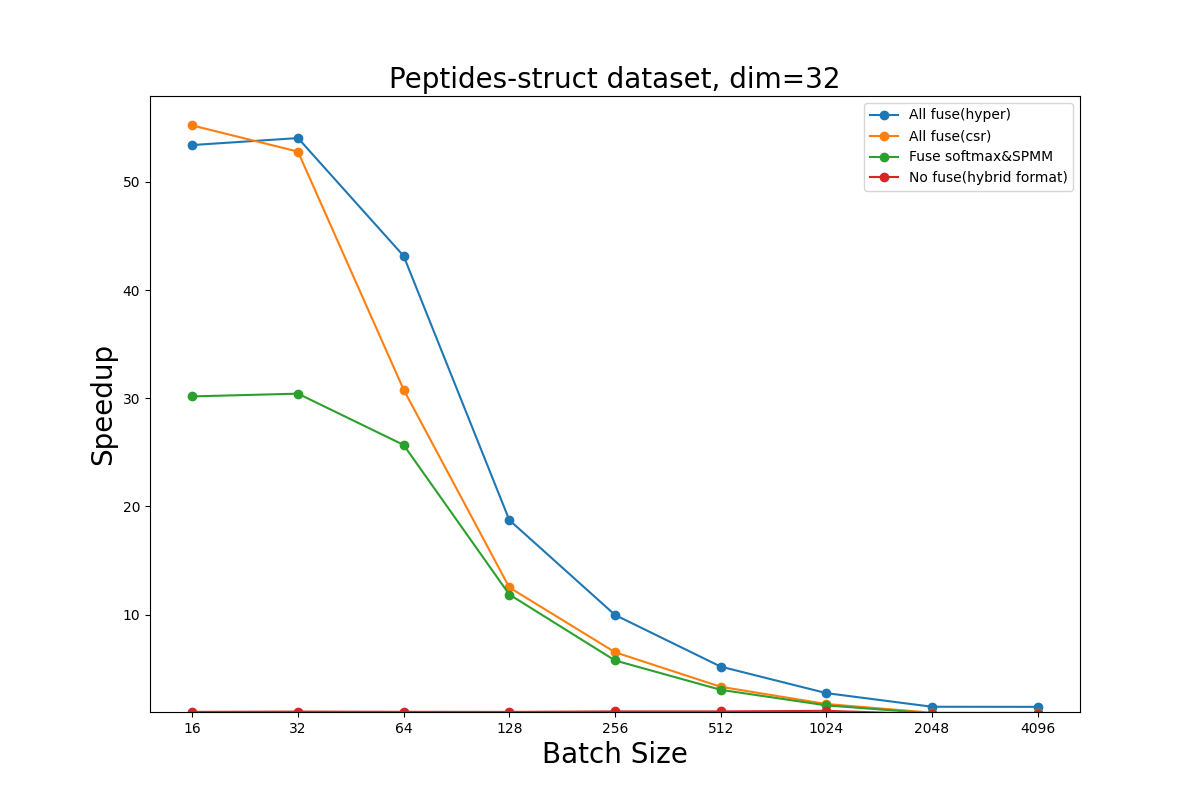 Peptides-struct dataset, dim=32
All fuse(hyper)
All fuse(csr)
Fuse softmax&SPMM
No fuse(hybrid format)
50
40
30
20
10
Speedup
16 32 64 128 256 512 1024 2048 4096
Batch Size